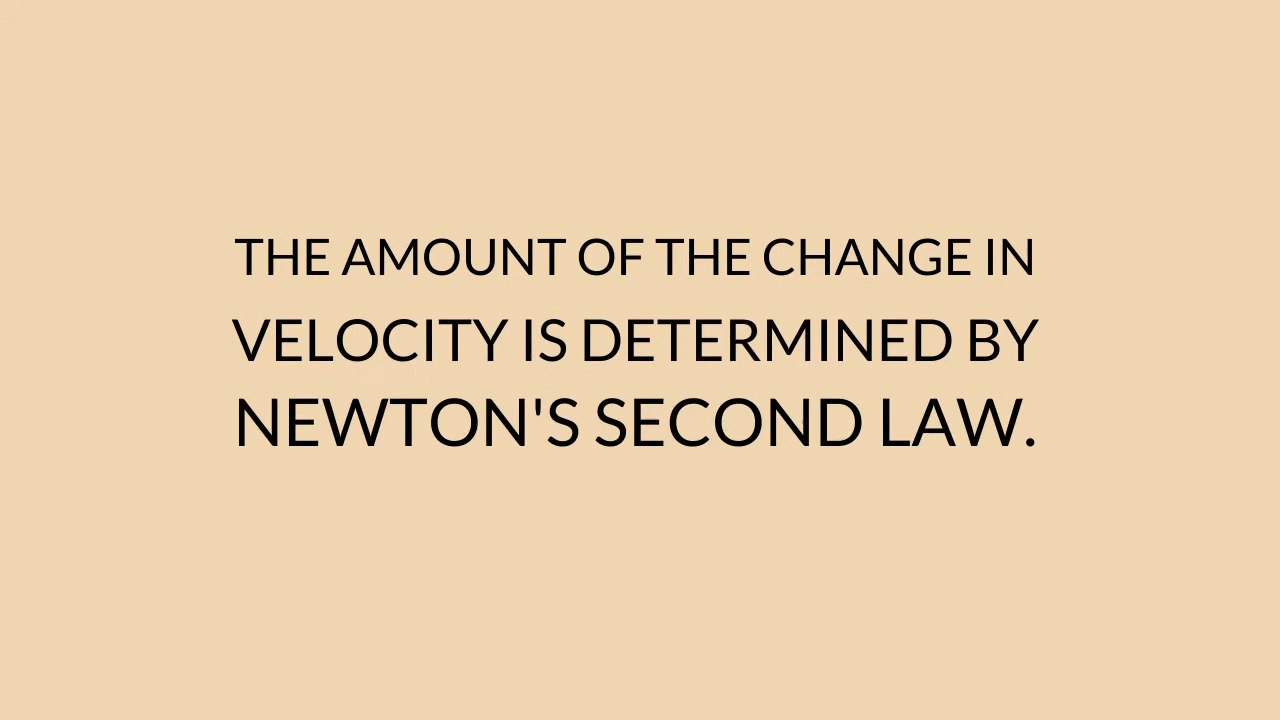 THE AMOUNT OF THE CHANGE IN
VELOCITY IS DETERMINED BY
NEWTON'S SECOND LAW.